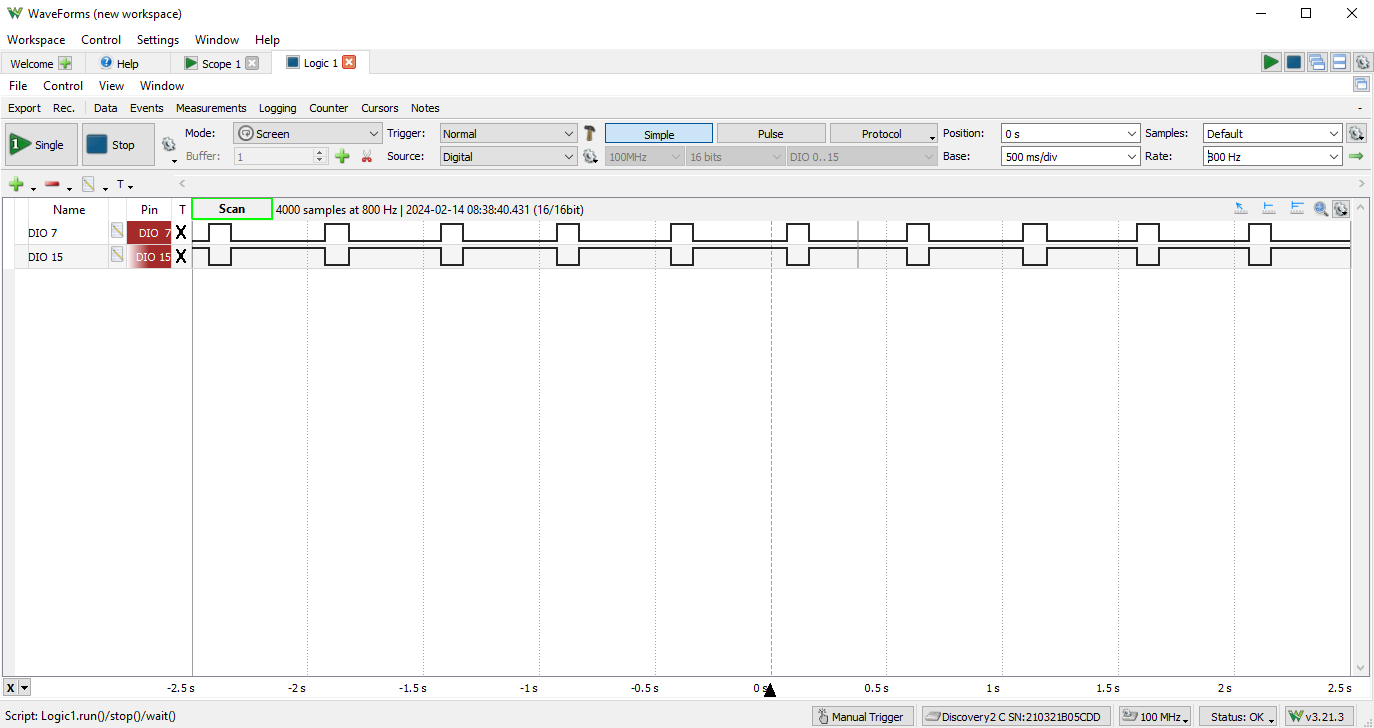 WaveForms (new workspace)
Workspace Control Settings Window Help
Welcome Help Scope 1 Logic 1
File Control View Window
Export Rec. Data Events Measurements Logging Counter Cursors Notes
Single Stop Mode: Screen Trigger: Normal Simple Pulse Protocol Position: 0 s Samples: Default
Buffer: 1 Source: Digital 100MHz 16 bits DIO 0..15 Base: 500 ms/div Rate: 800 Hz
T
Name Pin T Scan 4000 samples at 800 Hz | 2024-02-14 08:38:40.431 (16/16bit)
DIO 7 DIO 7 X
DIO 15 DIO 15 X
X -2.5 s -2 s -1.5 s -1 s -0.5 s 0 s 0.5 s 1 s 1.5 s 2 s 2.5 s
Script: Logic1.run()/stop()/wait() Manual Trigger Discovery2 C SN:210321B05CDD 100 MHz Status: OK v3.21.3